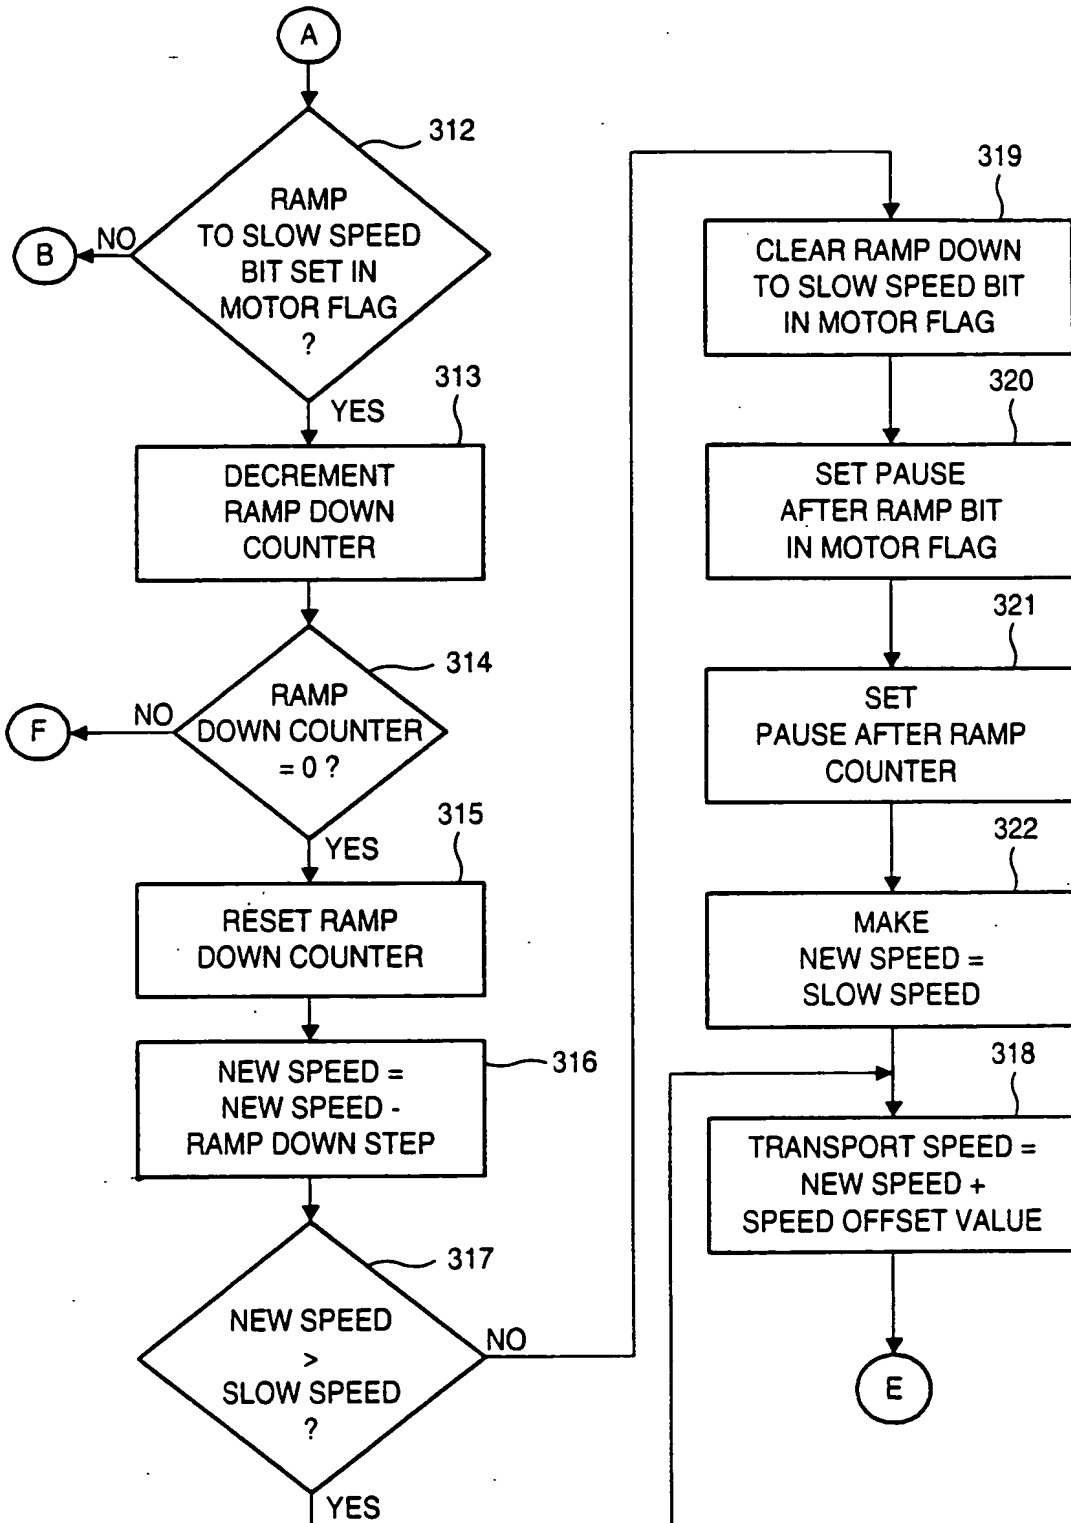 A
312
RAMP
TO SLOW SPEED
BIT SET IN
MOTOR FLAG
?
NO
B
YES
313
DECREMENT
RAMP DOWN
COUNTER
314
RAMP
DOWN COUNTER
= 0 ?
NO
F
YES
315
RESET RAMP
DOWN COUNTER
316
NEW SPEED =
NEW SPEED -
RAMP DOWN STEP
317
NEW SPEED
>
SLOW SPEED
?
NO
YES
319
CLEAR RAMP DOWN
TO SLOW SPEED BIT
IN MOTOR FLAG
320
SET PAUSE
AFTER RAMP BIT
IN MOTOR FLAG
321
SET
PAUSE AFTER RAMP
COUNTER
322
MAKE
NEW SPEED =
SLOW SPEED
318
TRANSPORT SPEED =
NEW SPEED +
SPEED OFFSET VALUE
E